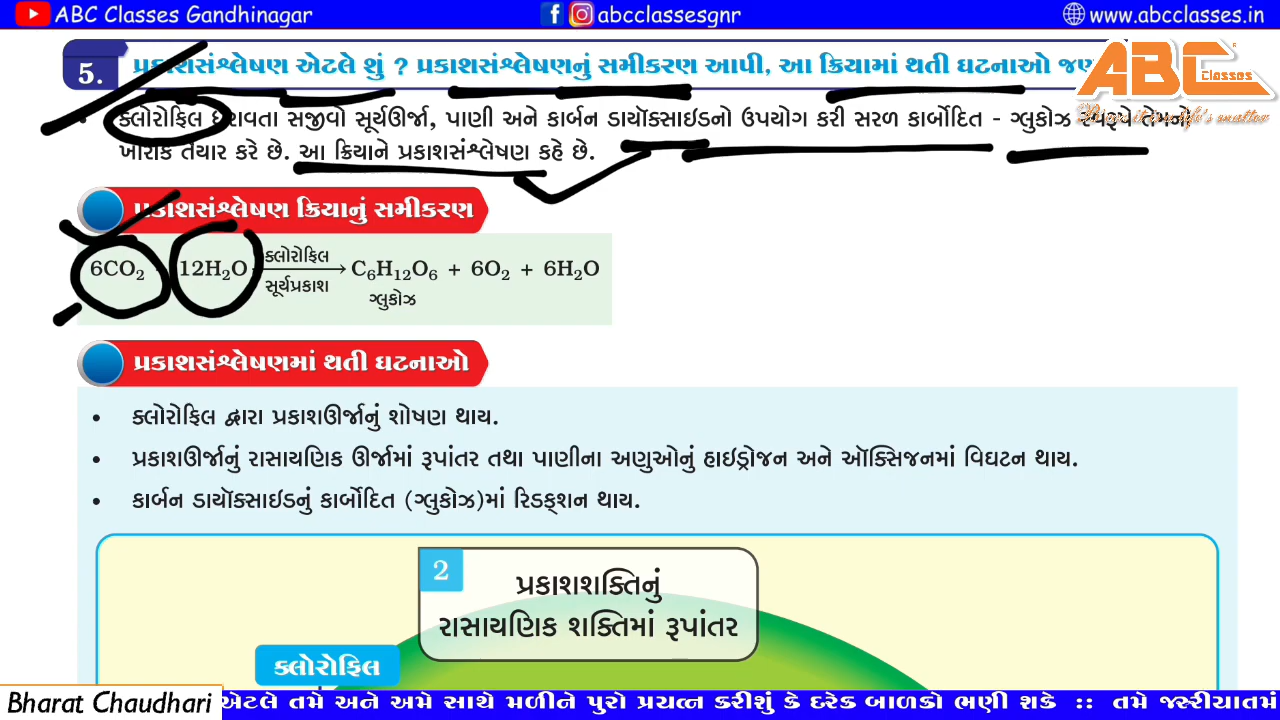 ABC Classes Gandhinagar
abcclassesgnr
www.abcclasses.in
5. પ્રકાશસંશ્લેષણ એટલે શું ? પ્રકાશસંશ્લેષણનું સમીકરણ આપી, આ ક્રિયામાં થતી ઘટનાઓ
ABC Classes
• ક્લોરોફિલ ધરાવતા સજીવો સૂર્યઊર્જા, પાણી અને કાર્બન ડાયૉક્સાઇડનો ઉપયોગ કરી સરળ કાર્બોદિત - ગ્લુકોઝ સ્વરૂપે તેમનો
ખોરાક તૈયાર કરે છે. આ ક્રિયાને પ્રકાશસંશ્લેષણ કહે છે.
પ્રકાશસંશ્લેષણ ક્રિયાનું સમીકરણ
ક્લોરોફિલ
6CO₂ 12H₂O → C₆H₁₂O₆ + 6O₂ + 6H₂O
સૂર્યપ્રકાશ
ગ્લુકોઝ
પ્રકાશસંશ્લેષણમાં થતી ઘટનાઓ
• ક્લોરોફિલ દ્વારા પ્રકાશઊર્જાનું શોષણ થાય.
• પ્રકાશઊર્જાનું રાસાયણિક ઊર્જામાં રૂપાંતર તથા પાણીના અણુઓનું હાઇડ્રોજન અને ઑક્સિજનમાં વિઘટન થાય.
• કાર્બન ડાયૉક્સાઇડનું કાર્બોદિત (ગ્લુકોઝ)માં રિડક્શન થાય.
2
પ્રકાશશક્તિનું
રાસાયણિક શક્તિમાં રૂપાંતર
ક્લોરોફિલ
Bharat Chaudhari
એટલે તમે અને અમે સાથે મળીને પુરો પ્રયત્ન કરીશું કે દરેક બાળકો ભણી શકે :: તમે જરીયાતમં